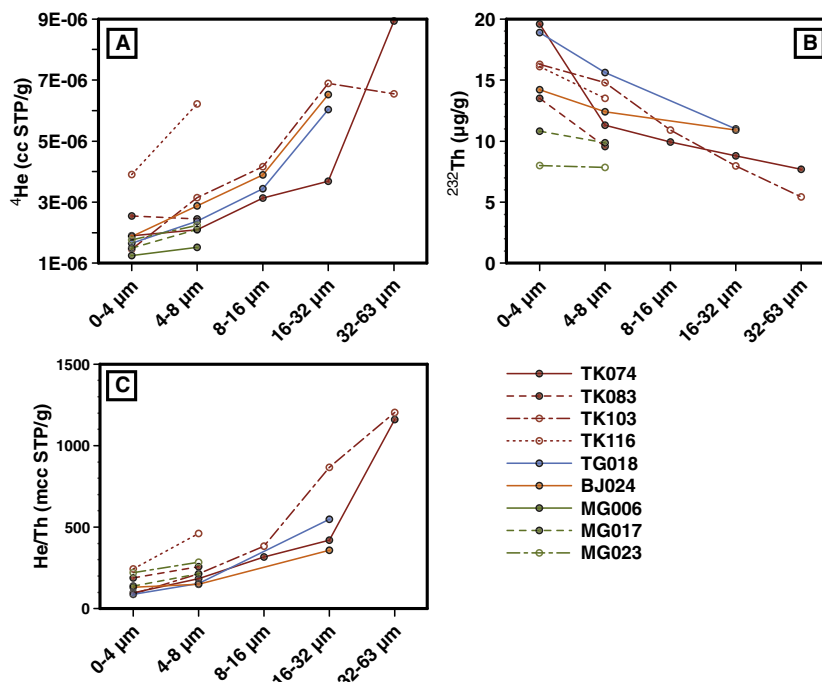 A
⁴He (cc STP/g)
9E-06
7E-06
5E-06
3E-06
1E-06
0-4 µm
4-8 µm
8-16 µm
16-32 µm
32-63 µm
B
²³²Th (µg/g)
20
15
10
5
0
0-4 µm
4-8 µm
8-16 µm
16-32 µm
32-63 µm
C
He/Th (mcc STP/g)
1500
1000
500
0
0-4 µm
4-8 µm
8-16 µm
16-32 µm
32-63 µm
TK074
TK083
TK103
TK116
TG018
BJ024
MG006
MG017
MG023